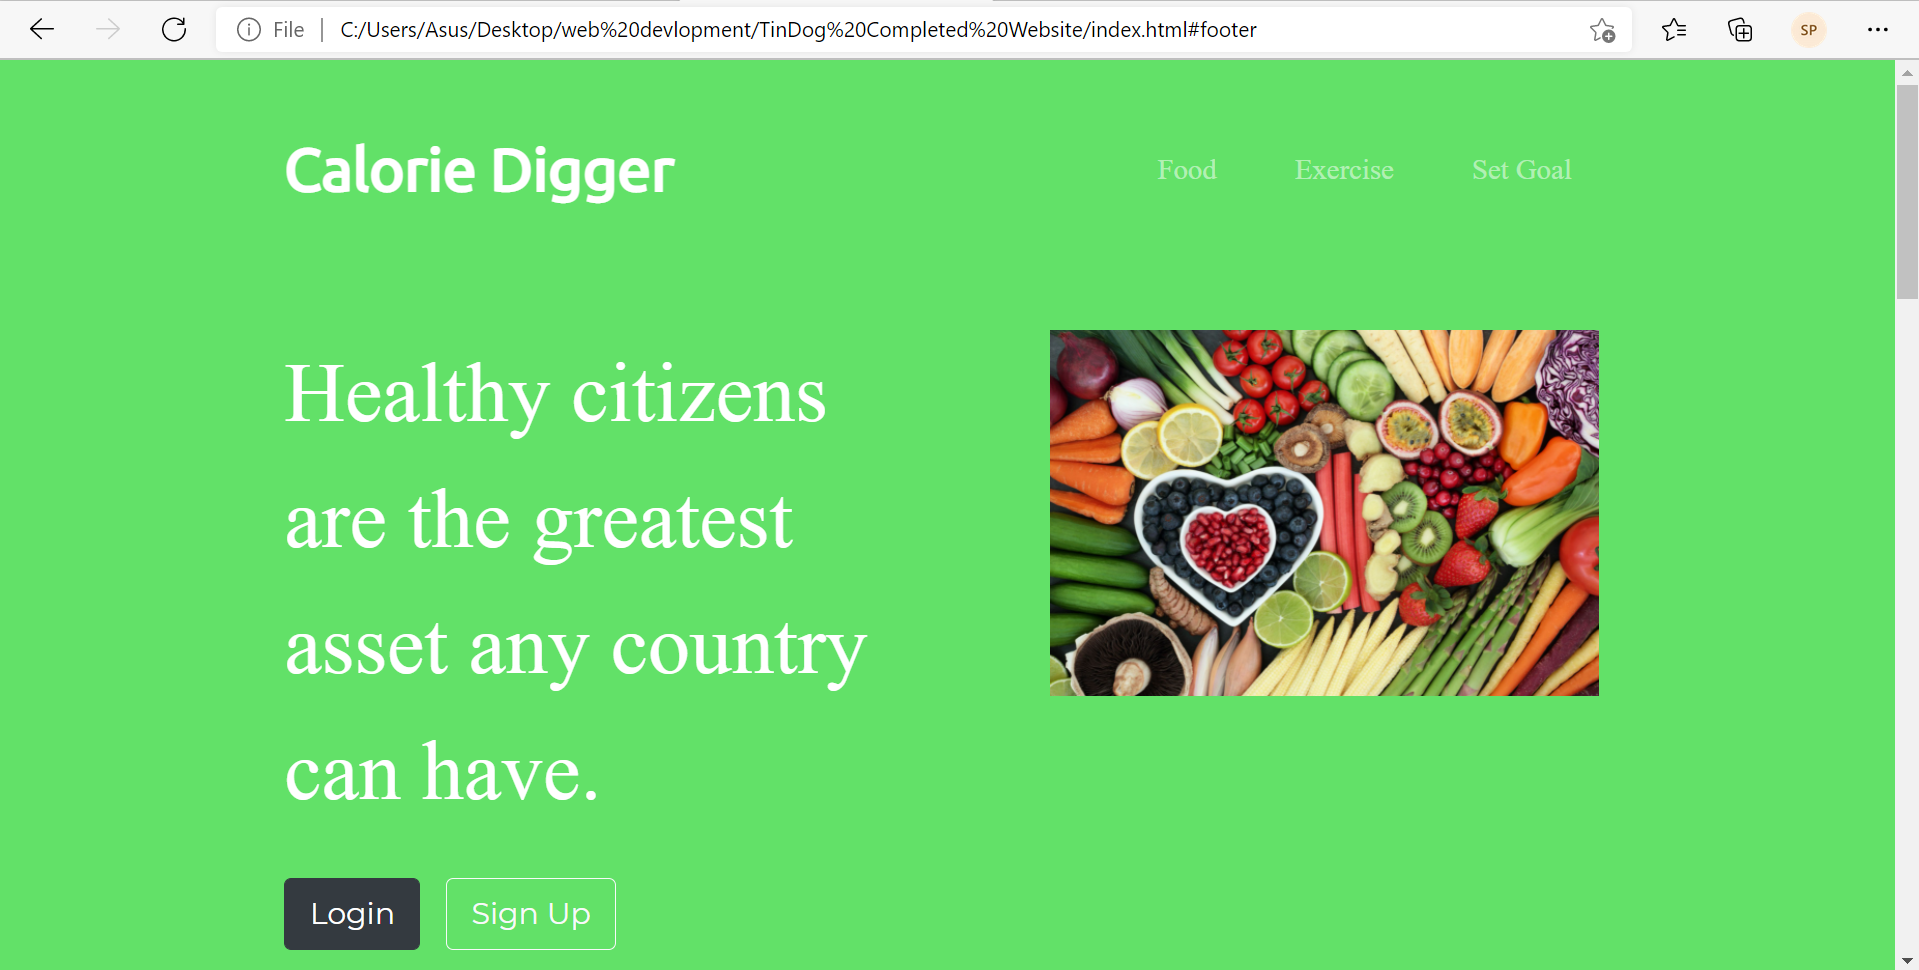 File | C:/Users/Asus/Desktop/web%20devlopment/TinDog%20Completed%20Website/index.html#footer
SP
Calorie Digger
Food Exercise Set Goal
Healthy citizens
are the greatest
asset any country
can have.
Login Sign Up